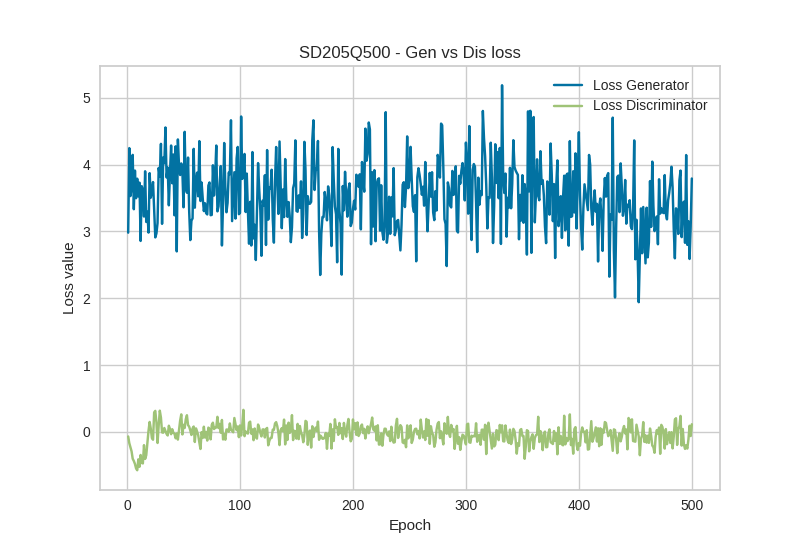 SD205Q500 - Gen vs Dis loss
Loss Generator
Loss Discriminator
5
4
3
2
1
0
Loss value
0 100 200 300 400 500
Epoch